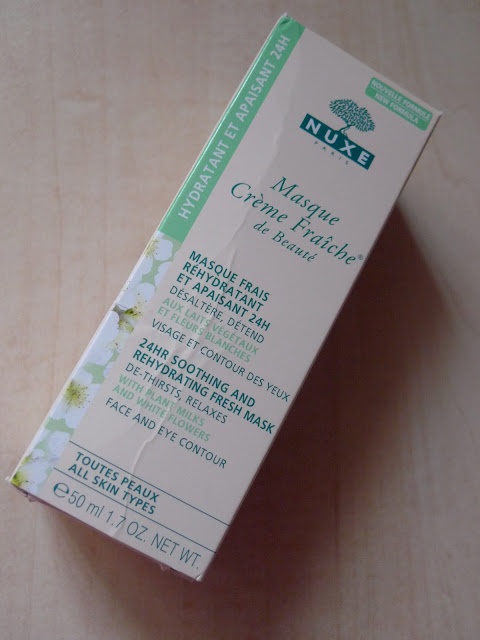 HYDRATANT ET APAISANT 24H
NOUVELLE FORMULE
NEW FORMULA
NUXE
PARIS
Masque
Crème Fraîche®
de Beauté
MASQUE FRAIS
RÉHYDRATANT
ET APAISANT 24H
DÉSALTÈRE, DÉTEND
AUX LAITS VÉGÉTAUX
ET FLEURS BLANCHES
VISAGE ET CONTOUR DES YEUX
24HR SOOTHING AND
REHYDRATING FRESH MASK
DE-THIRSTS, RELAXES
WITH PLANT MILKS
AND WHITE FLOWERS
FACE AND EYE CONTOUR
TOUTES PEAUX
ALL SKIN TYPES
℮50 ml 1.7 OZ. NET WT.